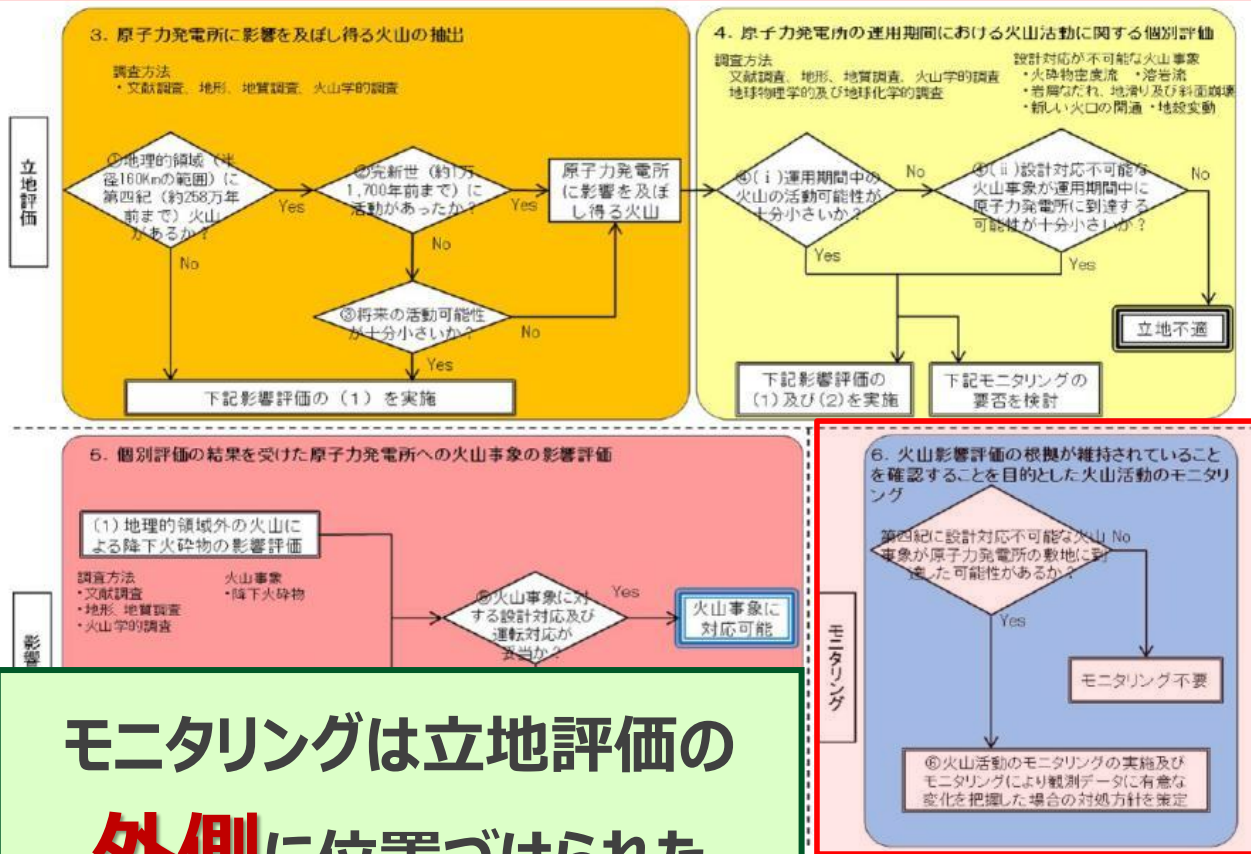 3. 原子力発電所に影響を及ぼし得る火山の抽出
調査方法
・文献調査、地形、地質調査、火山学的調査
立地評価
①地理的領域（半
径160Kmの範囲）に
第四紀（約258万年
前まで）火山
があるか？
Yes
No
②完新世（約1万
1,700年前まで）に
活動があったか？
Yes
No
原子力発電所
に影響を及ぼ
し得る火山
③将来の活動可能性
が十分小さいか？
No
Yes
下記影響評価の（1）を実施
4. 原子力発電所の運用期間における火山活動に関する個別評価
調査方法
文献調査、地形、地質調査、火山学的調査
地球物理学的及び地球化学的調査
設計対応が不可能な火山事象
・火砕物密度流 ・溶岩流
・岩屑なだれ、地滑り及び斜面崩壊
・新しい火口の開通 ・地殻変動
④(ⅰ)運用期間中の
火山の活動可能性が
十分小さいか？
No
Yes
④(ⅱ)設計対応不可能な
火山事象が運用期間中に
原子力発電所に到達する
可能性が十分小さいか？
No
Yes
立地不適
下記影響評価の
(1)及び(2)を実施
下記モニタリングの
要否を検討
5. 個別評価の結果を受けた原子力発電所への火山事象の影響評価
(1)地理的領域外の火山に
よる降下火砕物の影響評価
調査方法
・文献調査
・地形、地質調査
・火山学的調査
火山事象
・降下火砕物
影響
⑤火山事象に対
する設計対応及び
運転対応が
妥当か？
Yes
火山事象に
対応可能
モニタリング
6. 火山影響評価の根拠が維持されていること
を確認することを目的とした火山活動のモニタリ
ング
第四紀に設計対応不可能な火山
事象が原子力発電所の敷地に到
達した可能性があるか？
No
Yes
モニタリング不要
⑥火山活動のモニタリングの実施及び
モニタリングにより観測データに有意な
変化を把握した場合の対処方針を策定
モニタリングは立地評価の
外側に位置づけられた